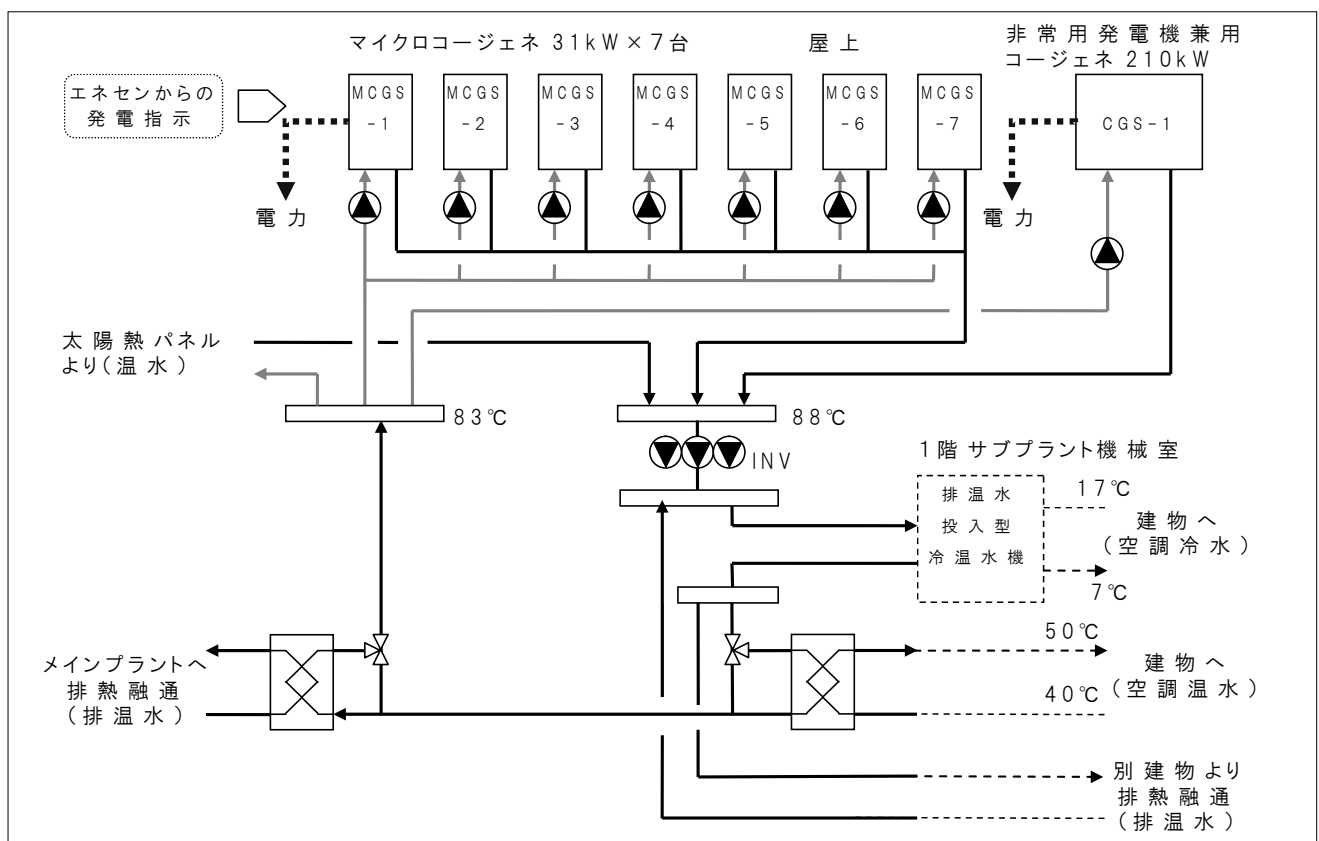 マイクロコージェネ 31kW×7台
屋上
非常用発電機兼用
コージェネ 210kW
エネセンからの
発電指示
MCGS
-1
MCGS
-2
MCGS
-3
MCGS
-4
MCGS
-5
MCGS
-6
MCGS
-7
CGS-1
電力
電力
太陽熱パネル
より(温水)
83℃
88℃
INV
1階サブプラント機械室
排温水
投入型
冷温水機
17℃
建物へ
(空調冷水)
7℃
メインプラントへ
排熱融通
(排温水)
50℃
建物へ
(空調温水)
40℃
別建物より
排熱融通
(排温水)